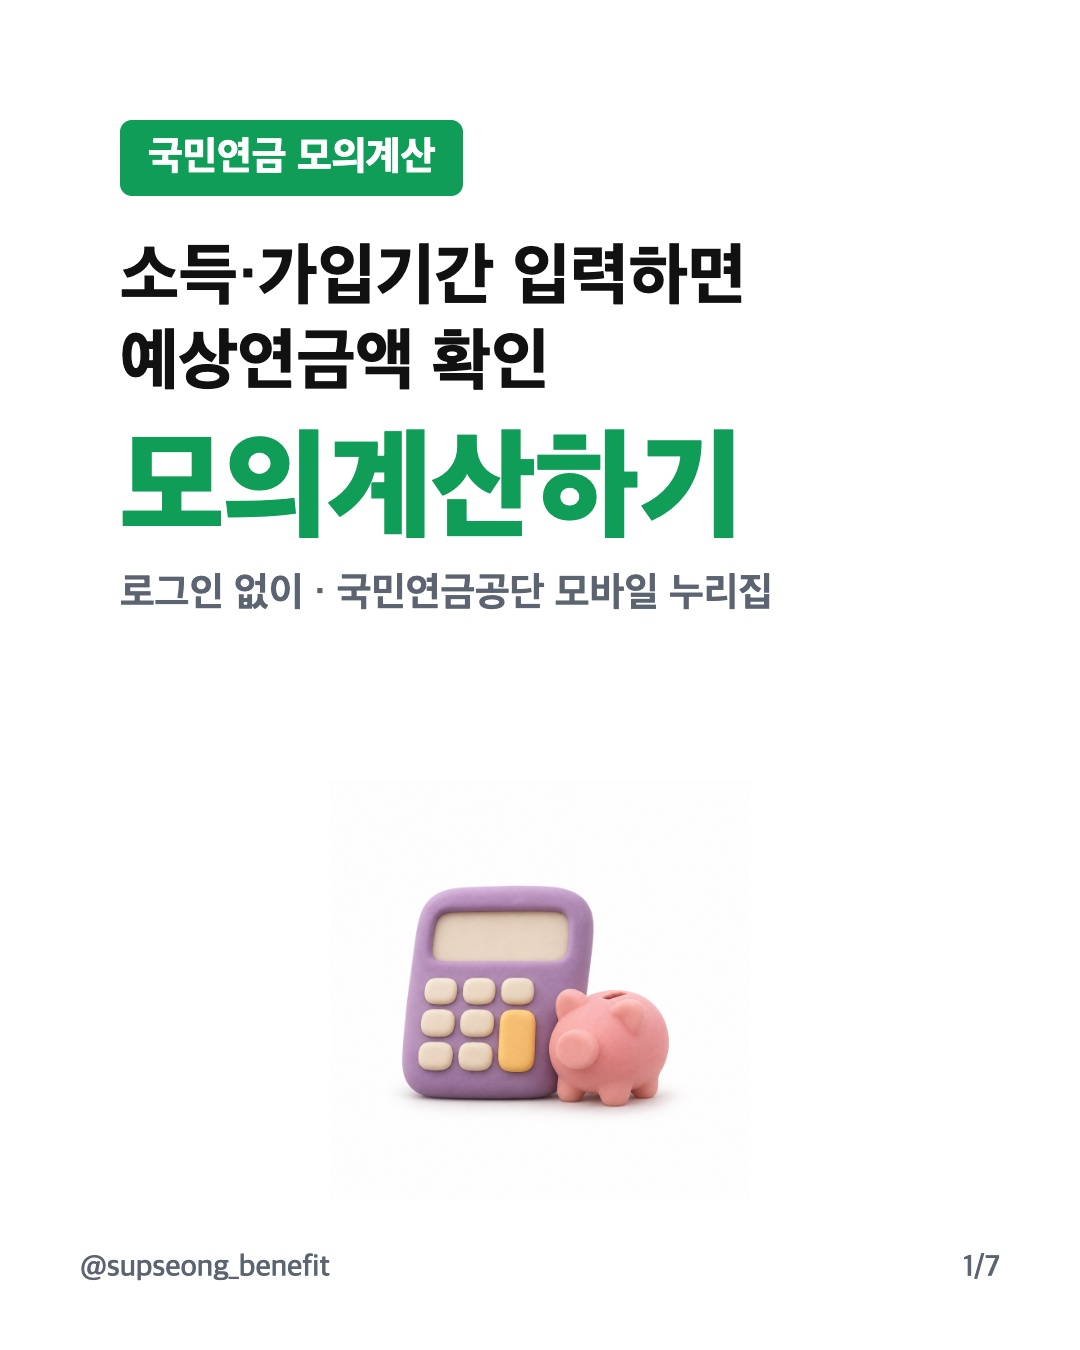 국민연금 모의계산
소득·가입기간 입력하면
예상연금액 확인
모의계산하기
로그인 없이 · 국민연금공단 모바일 누리집
@supseong_benefit
1/7